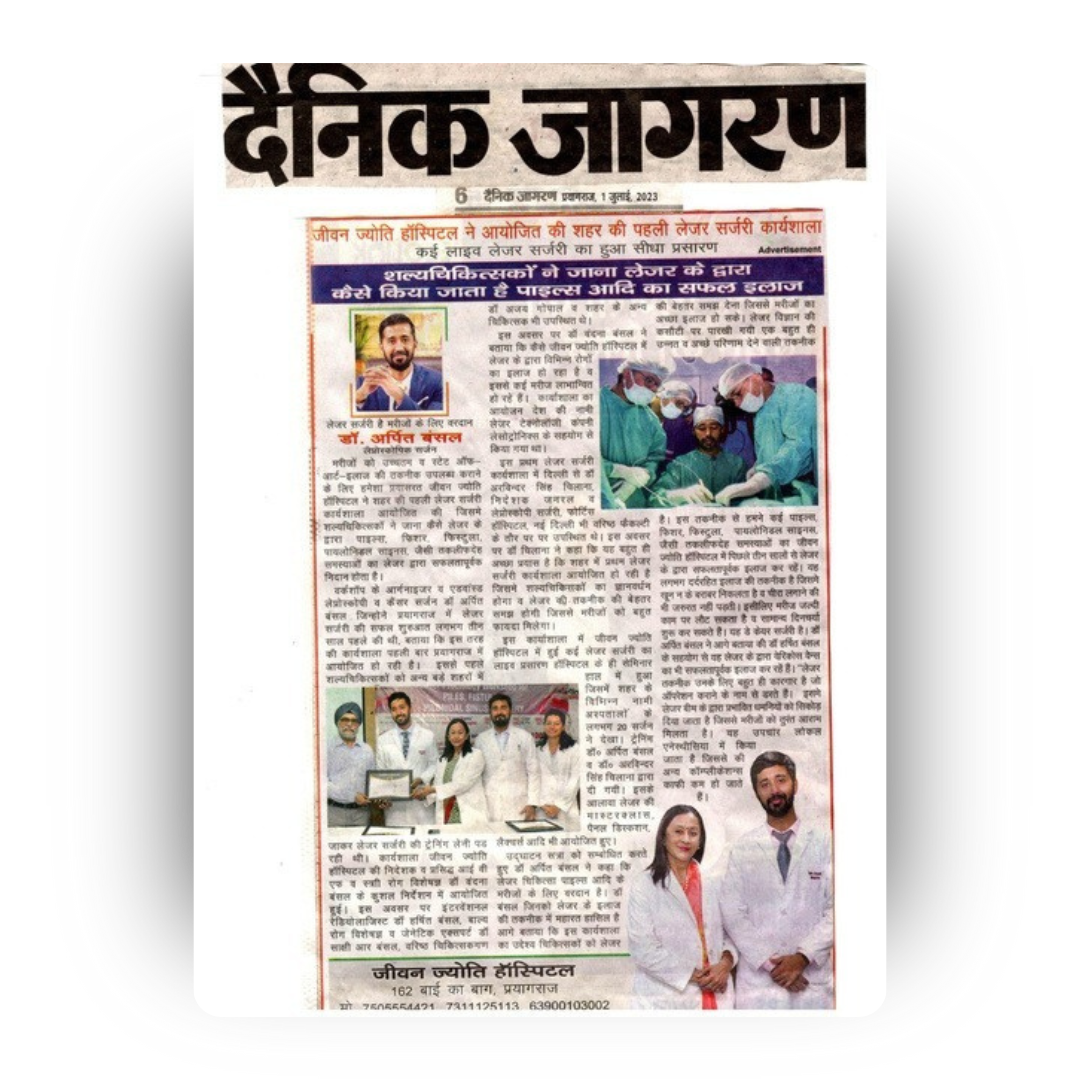 दैनिक जागरण
6 दैनिक जागरण प्रयागराज, 1 जुलाई, 2023
जीवन ज्योति हॉस्पिटल ने आयोजित की शहर की पहली लेजर सर्जरी कार्यशाला
कई लाइव लेजर सर्जरी का हुआ सीधा प्रसारण
Advertisement
शल्यचिकित्सकों ने जाना लेजर के द्वारा
कैसे किया जाता है पाइल्स आदि का सफल इलाज
लेजर सर्जरी है मरीजों के लिए वरदान
डॉ. अर्पित बंसल
लेप्रोस्कोपिक सर्जन
मरीजों को उच्चतम व स्टेट ऑफ–
आर्ट–इलाज की तकनीक उपलब्ध कराने
के लिए हमेशा प्रयासरत जीवन ज्योति
हॉस्पिटल ने शहर की पहली लेजर सर्जरी
कार्यशाला आयोजित की जिसमे
शल्यचिकित्सकों ने जाना कैसे लेजर के
द्वारा पाइल्स, फिशर, फिस्तुला,
पायलोनिडल साइनस, जैसी तकलीफदेह
समस्याओं का लेजर द्वारा सफलतापूर्वक
निदान होता है।
वर्कशॉप के आर्गनाइजर व एडवांस्ड
लेप्रोस्कोपी व कैंसर सर्जन डॉ अर्पित
बंसल जिन्होने प्रयागराज में लेजर
सर्जरी की सफल शुरुआत लगभग तीन
साल पहले की थी, बताया कि इस तरह
की कार्यशाला पहली बार प्रयागराज में
आयोजित हो रही है। इससे पहले
शल्यचिकित्सकों को अन्य बड़े शहरों में
जाकर लेजर सर्जरी की ट्रेनिंग लेनी पड़
रही थी। कार्यशाला जीवन ज्योति
हॉस्पिटल की निदेशक व प्रसिद्ध आई वी
एफ व स्त्री रोग विशेषज्ञ डॉ वंदना
बंसल के कुशल निर्देशन में आयोजित
हुई। इस अवसर पर इंटरवेंशनल
रेडियोलाजिस्ट डॉ हर्षित बंसल, बाल्य
रोग विशेषज्ञ व जेनेटिक एक्सपर्ट डॉ
साक्षी आर बंसल, वरिष्ठ चिकित्सकगण
डॉ अजय गोपाल व शहर के अन्य
चिकित्सक भी उपस्थित थे।
इस अवसर पर डॉ वंदना बंसल ने
बताया कि कैसे जीवन ज्योति हॉस्पिटल में
लेजर के द्वारा विभिन्न रोगों
का इलाज हो रहा है व
इससे कई मरीज लाभान्वित
हो रहे हैं। कार्याशाला का
आयोजन देश की नामी
लेजर टेक्नोलॉजी कंपनी
लेसोट्रोनिक्स के सहयोग से
किया गया था।
इस प्रथम लेजर सर्जरी
कार्यशाला में दिल्ली से डॉ
अरविन्दर सिंह चिलाना,
निदेशक जनरल व
लेप्रोस्कोपी सर्जरी, फोर्टिस
हॉस्पिटल, नई दिल्ली भी वरिष्ठ फैकल्टी
के तौर पर पर उपस्थित थे। इस अवसर
पर डॉ चिलाना ने कहा कि यह बहुत ही
अच्छा प्रयास है कि शहर में प्रथम लेजर
सर्जरी कार्यशाला आयोजित हो रही है
जिसमे शल्यचिकित्सकों का ज्ञानवर्धन
होगा व लेजर की तकनीक की बेहतर
समझ होगी जिससे मरीजों को बहुत
फायदा मिलेगा।
इस कार्याशाला में जीवन ज्योति
हॉस्पिटल में हुई कई लेजर सर्जरी का
लाइव प्रसारण हॉस्पिटल के ही सेमिनार
हाल में हुआ
जिसमें शहर के
विभिन्न नामी
अस्पतालों के
लगभग 20 सर्जन
ने देखा। ट्रेनिंग
डॉ० अर्पित बंसल
व डॉ० अरविन्दर
सिंह चिलाना द्वारा
दी गयी। इसके
आलावा लेजर की
मास्टरक्लास,
पैनल डिस्कशन,
लैक्चर्स आदि भी आयोजित हुए।
उद्घाटन सत्रा को सम्बोधित करते
हुए डॉ अर्पित बंसल ने कहा कि
लेजर चिकित्सा पाइल्स आदि के
मरीजों के लिए वरदान है। डॉ
बंसल जिनको लेजर के इलाज
की तकनीक में महारत हासिल है
आगे बताया कि इस कार्यशाला
का उद्देश्य चिकित्सकों को लेजर
की बेहतर समझ देना जिससे मरीजों का
अच्छा इलाज हो सके। लेजर विज्ञान की
कसौटी पर पारखी गयी एक बहुत ही
उन्नत व अच्छे परिणाम देने वाली तकनीक
है। इस तकनीक से हमने कई पाइल्स,
फिशर, फिस्टुला, पायलोनिडल साइनस,
जैसी तकलीफदेह समस्याओं का जीवन
ज्योति हॉस्पिटल में पिछले तीन सालो से लेजर
के द्वारा सफलतापूर्वक इलाज कर रहें। यह
लगभग दर्दरहित इलाज की तकनीक है जिसमे
खून न के बराबर निकलता है व चीरा लगाने की
भी जरुरत नहीं पड़ती। इसीलिए मरीज जल्दी
काम पर लौट सकता है व सामान्य दिनचर्या
शुरू कर सकते है। यह डे केयर सर्जरी है। डॉ
अर्पित बंसल ने आगे बताया की डॉ हर्षित बंसल
के सहयोग से वह लेजर के द्वारा वेरिकोस वेन्स
का भी सफलतापूर्वक इलाज कर रहे है। "लेजर
तकनीक उनके लिए बहुत ही कारगार है जो
ऑपरेशन कराने के नाम से डरते हैं। इसमे
लेजर बीम के द्वारा प्रभावित धमनियों को सिकोड़
दिया जाता है जिससे मरीजों को तुरंत आराम
मिलता है। यह उपचार लोकल
एनेस्थीसिया में किया
जाता है जिससे की
अन्य कॉम्प्लीकेशन्स
काफी कम हो जाते
हैं।
PILES, FISTU
PILONIDAL SINUS
जीवन ज्योति हॉस्पिटल
162 बाई का बाग, प्रयागराज
मो. 7505554421, 7311125113, 63900103002